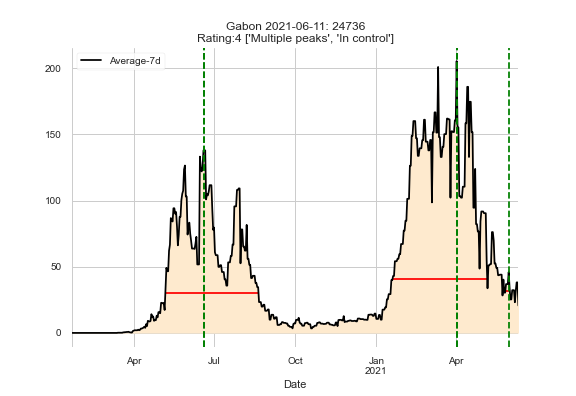 Gabon 2021-06-11: 24736
Rating:4 ['Multiple peaks', 'In control']
Average-7d
200
150
100
50
0
Apr
Jul
Oct
Jan
2021
Apr
Date